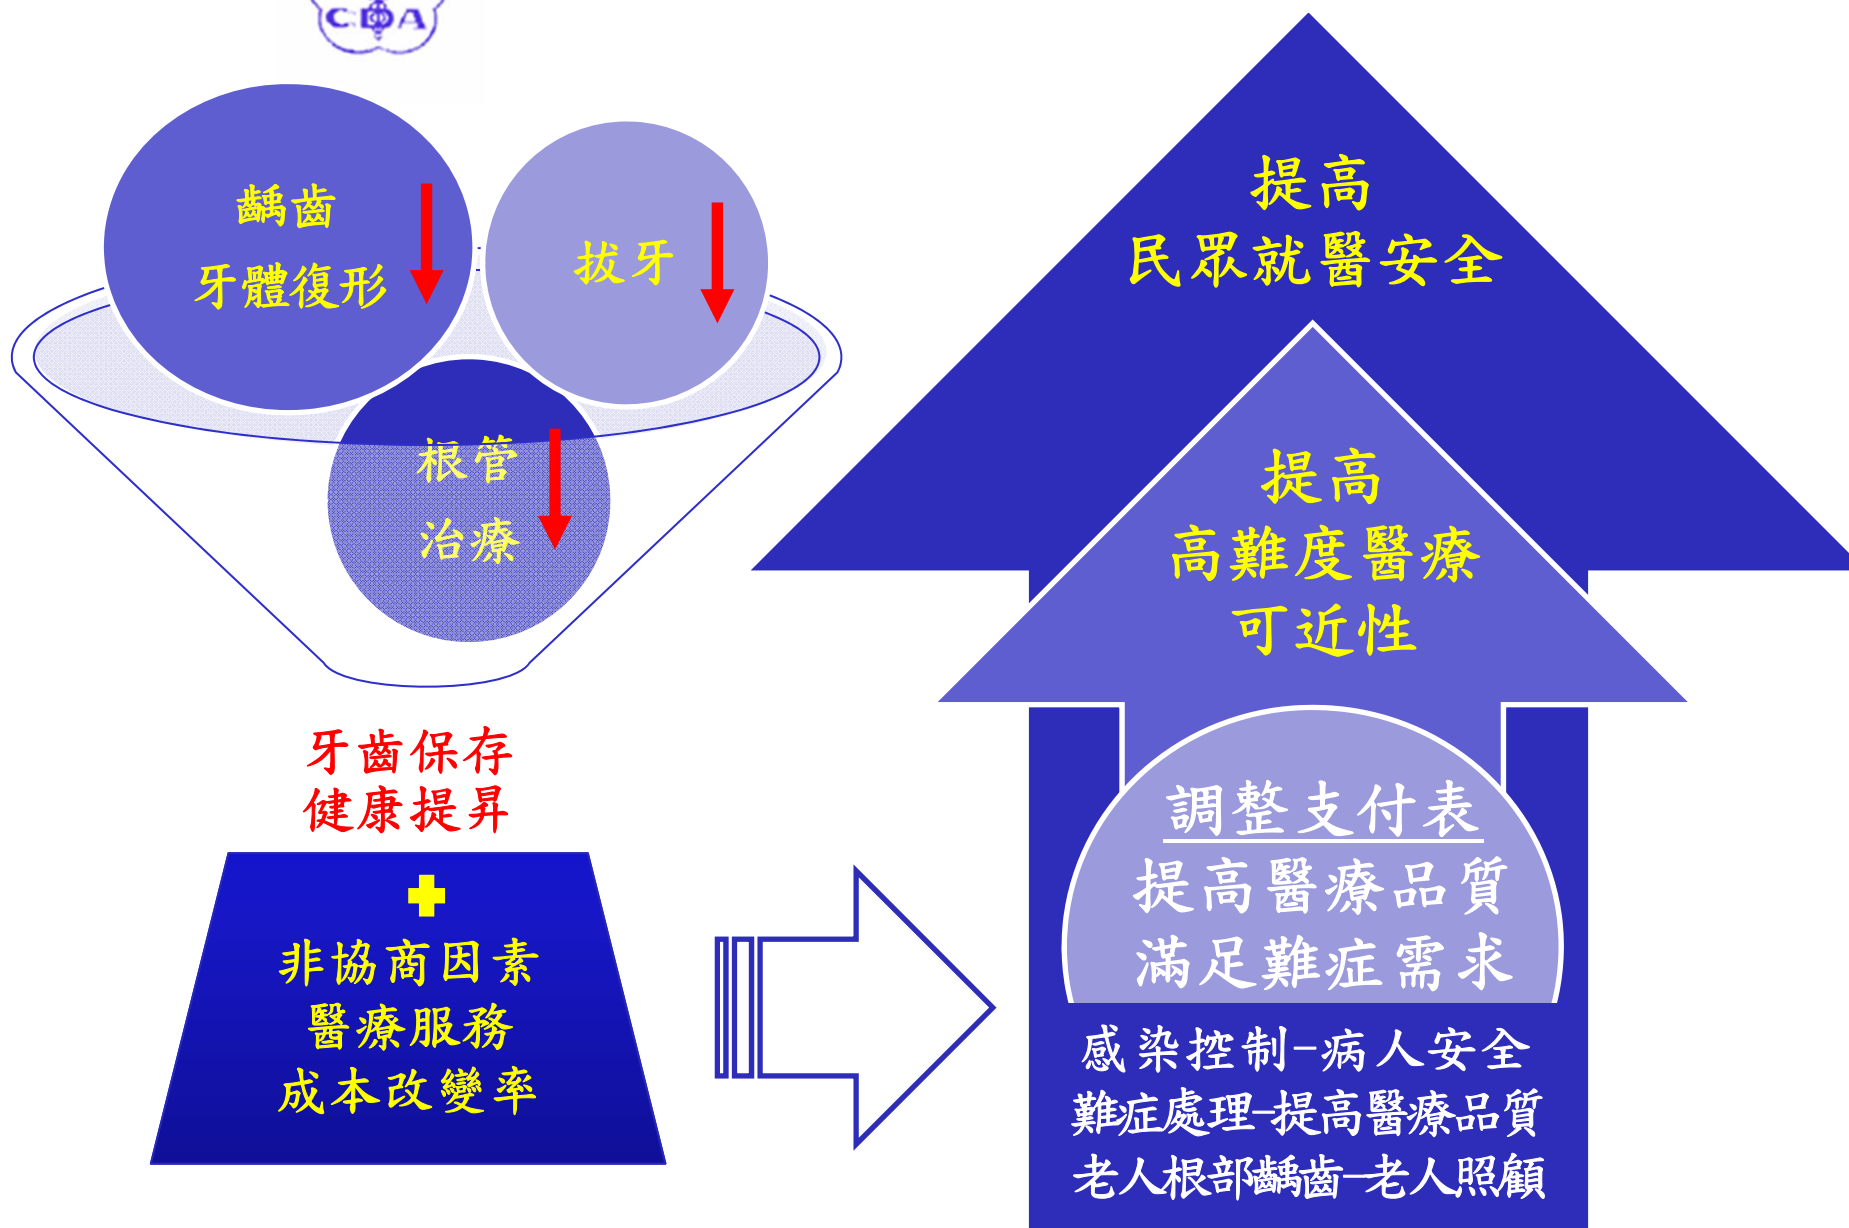 CDA
齲齒
牙體復形
拔牙
根管
治療
牙齒保存
健康提昇
非協商因素
醫療服務
成本改變率
提高
民眾就醫安全
提高
高難度醫療
可近性
調整支付表
提高醫療品質
滿足難症需求
感染控制-病人安全
難症處理-提高醫療品質
老人根部齲齒-老人照顧